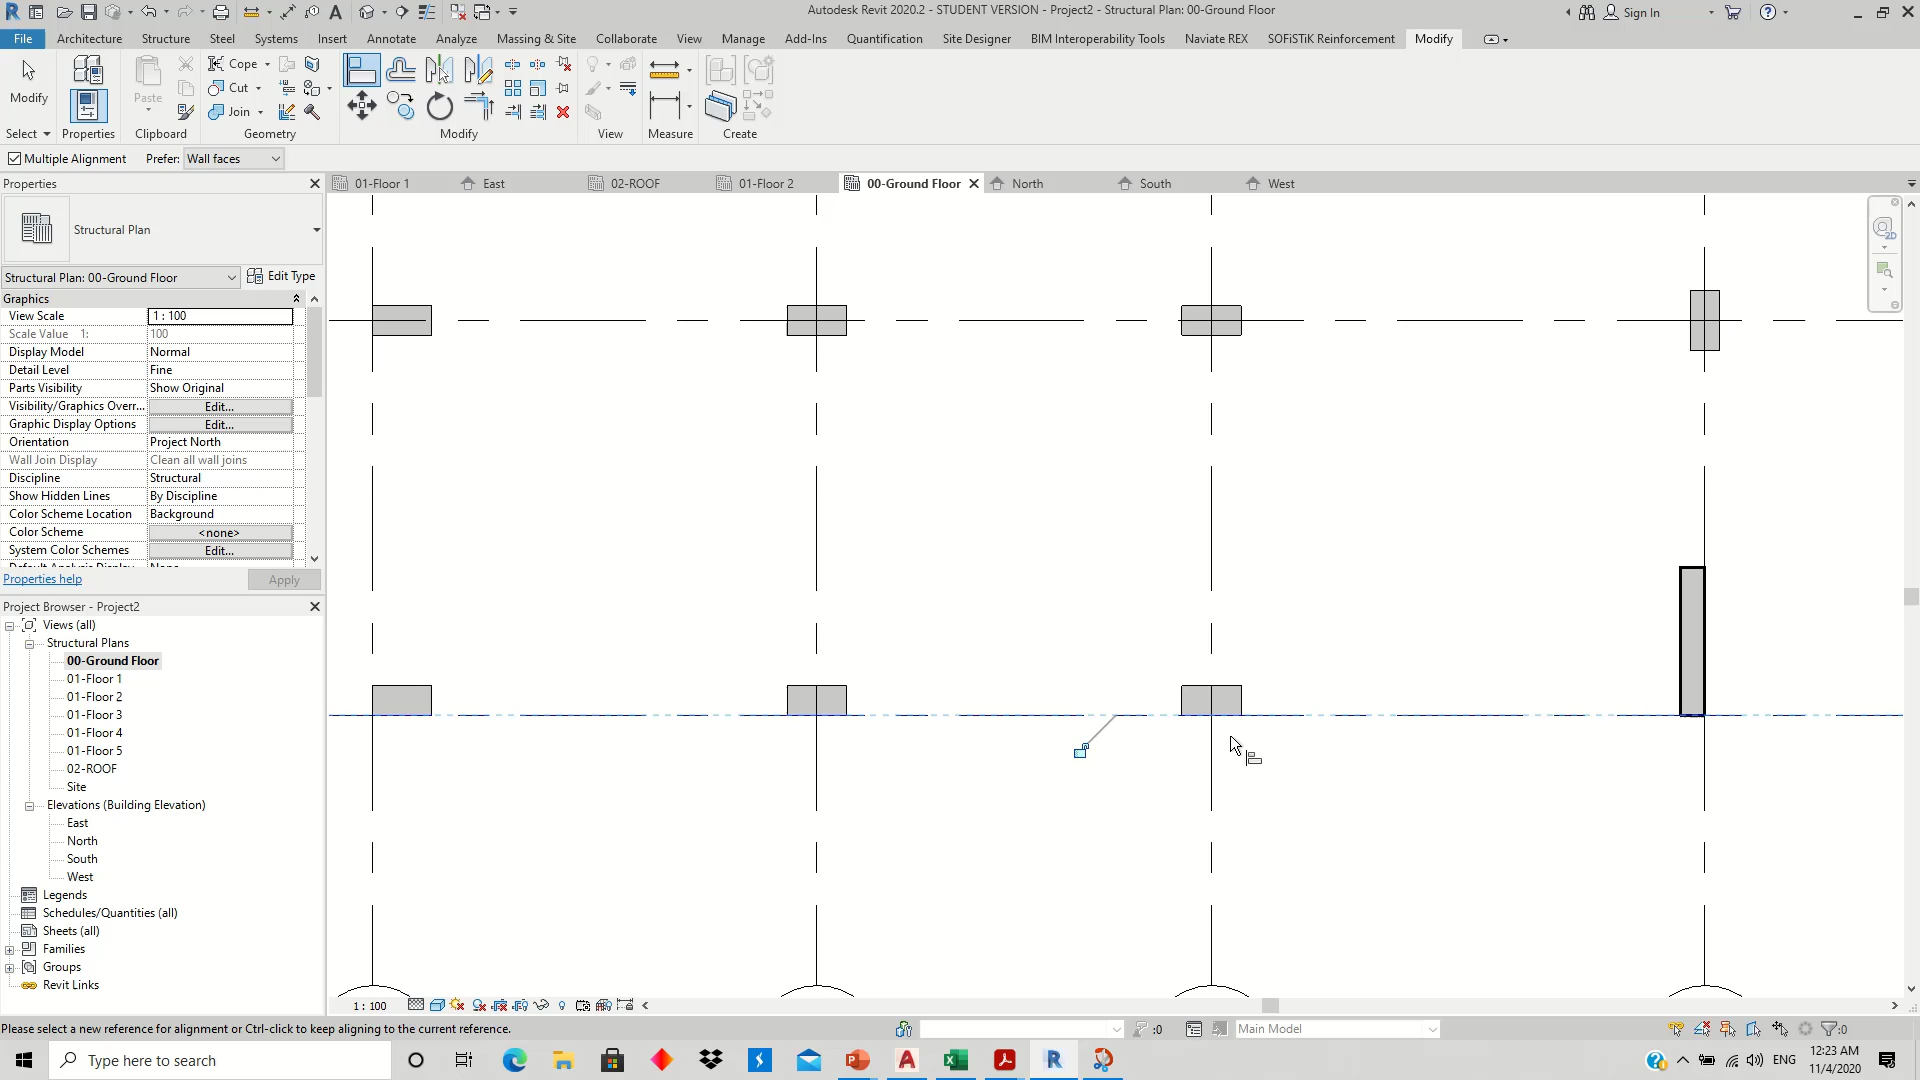 Autodesk Revit 2020.2 - STUDENT VERSION - Project2 - Structural Plan: 00-Ground Floor
Sign In
File Architecture Structure Steel Systems Insert Annotate Analyze Massing & Site Collaborate View Manage Add-Ins Quantification Site Designer BIM Interoperability Tools Naviate REX SOFiSTiK Reinforcement Modify
Modify
Paste
Cope
Cut
Join
Select Properties Clipboard Geometry Modify View Measure Create
Multiple Alignment Prefer: Wall faces
Properties
01-Floor 1 East 02-ROOF 01-Floor 2 00-Ground Floor North South West
Structural Plan
Structural Plan: 00-Ground Floor Edit Type
Graphics
View Scale 1 : 100
Scale Value 1: 100
Display Model Normal
Detail Level Fine
Parts Visibility Show Original
Visibility/Graphics Overr... Edit...
Graphic Display Options Edit...
Orientation Project North
Wall Join Display Clean all wall joins
Discipline Structural
Show Hidden Lines By Discipline
Color Scheme Location Background
Color Scheme <none>
System Color Schemes Edit...
Properties help Apply
Project Browser - Project2
Views (all)
Structural Plans
00-Ground Floor
01-Floor 1
01-Floor 2
01-Floor 3
01-Floor 4
01-Floor 5
02-ROOF
Site
Elevations (Building Elevation)
East
North
South
West
Legends
Schedules/Quantities (all)
Sheets (all)
Families
Groups
Revit Links
2D
1 : 100
Please select a new reference for alignment or Ctrl-click to keep aligning to the current reference.
:0
Main Model
:0
Type here to search
ENG
12:23 AM
11/4/2020